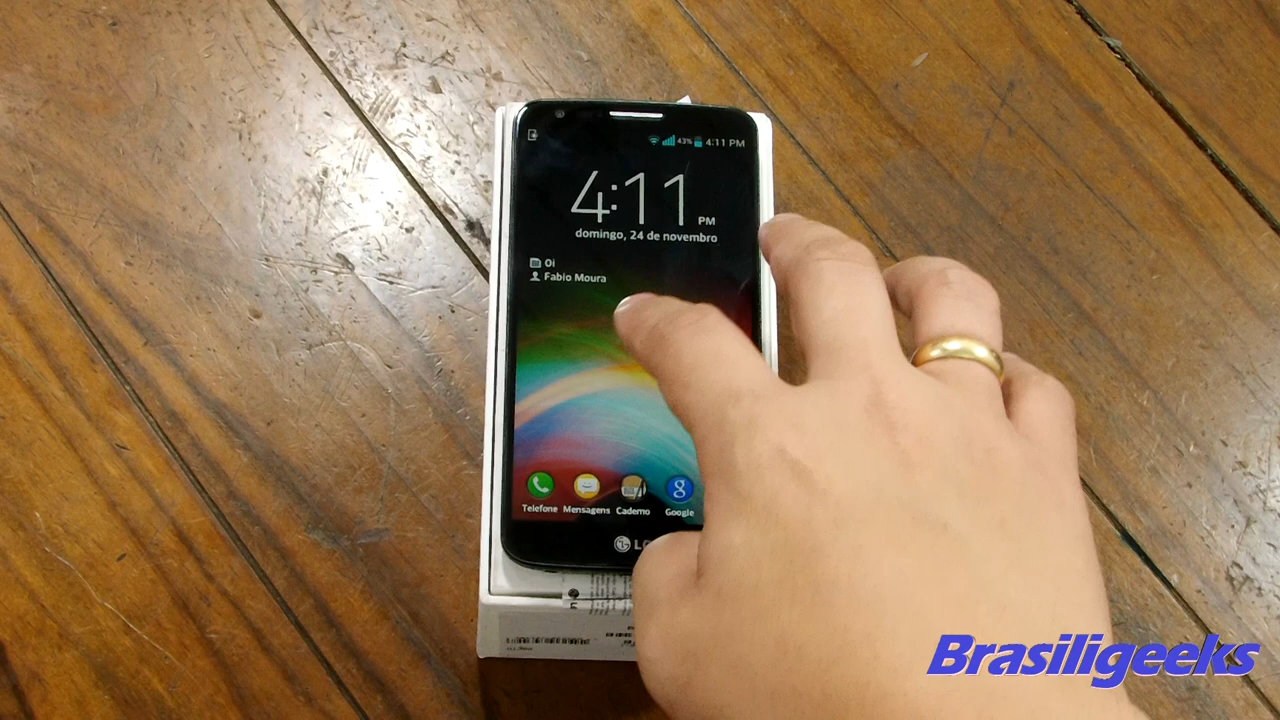 43% 4:11 PM
4:11 PM
domingo, 24 de novembro
Oi
Fabio Moura
Telefone Mensagens Caderno Google
LG
Brasiligeeks